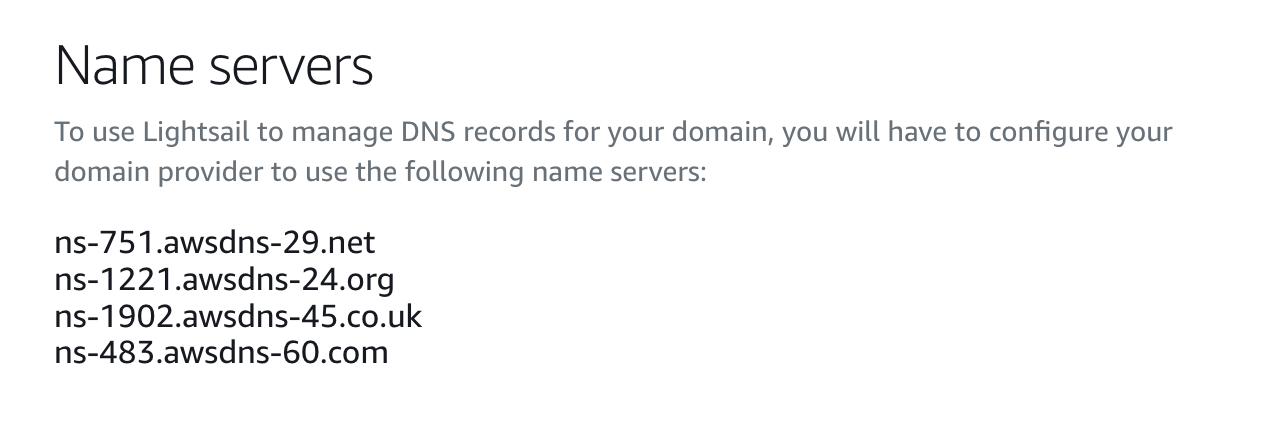 Name servers
To use Lightsail to manage DNS records for your domain, you will have to configure your
domain provider to use the following name servers:
ns-751.awsdns-29.net
ns-1221.awsdns-24.org
ns-1902.awsdns-45.co.uk
ns-483.awsdns-60.com